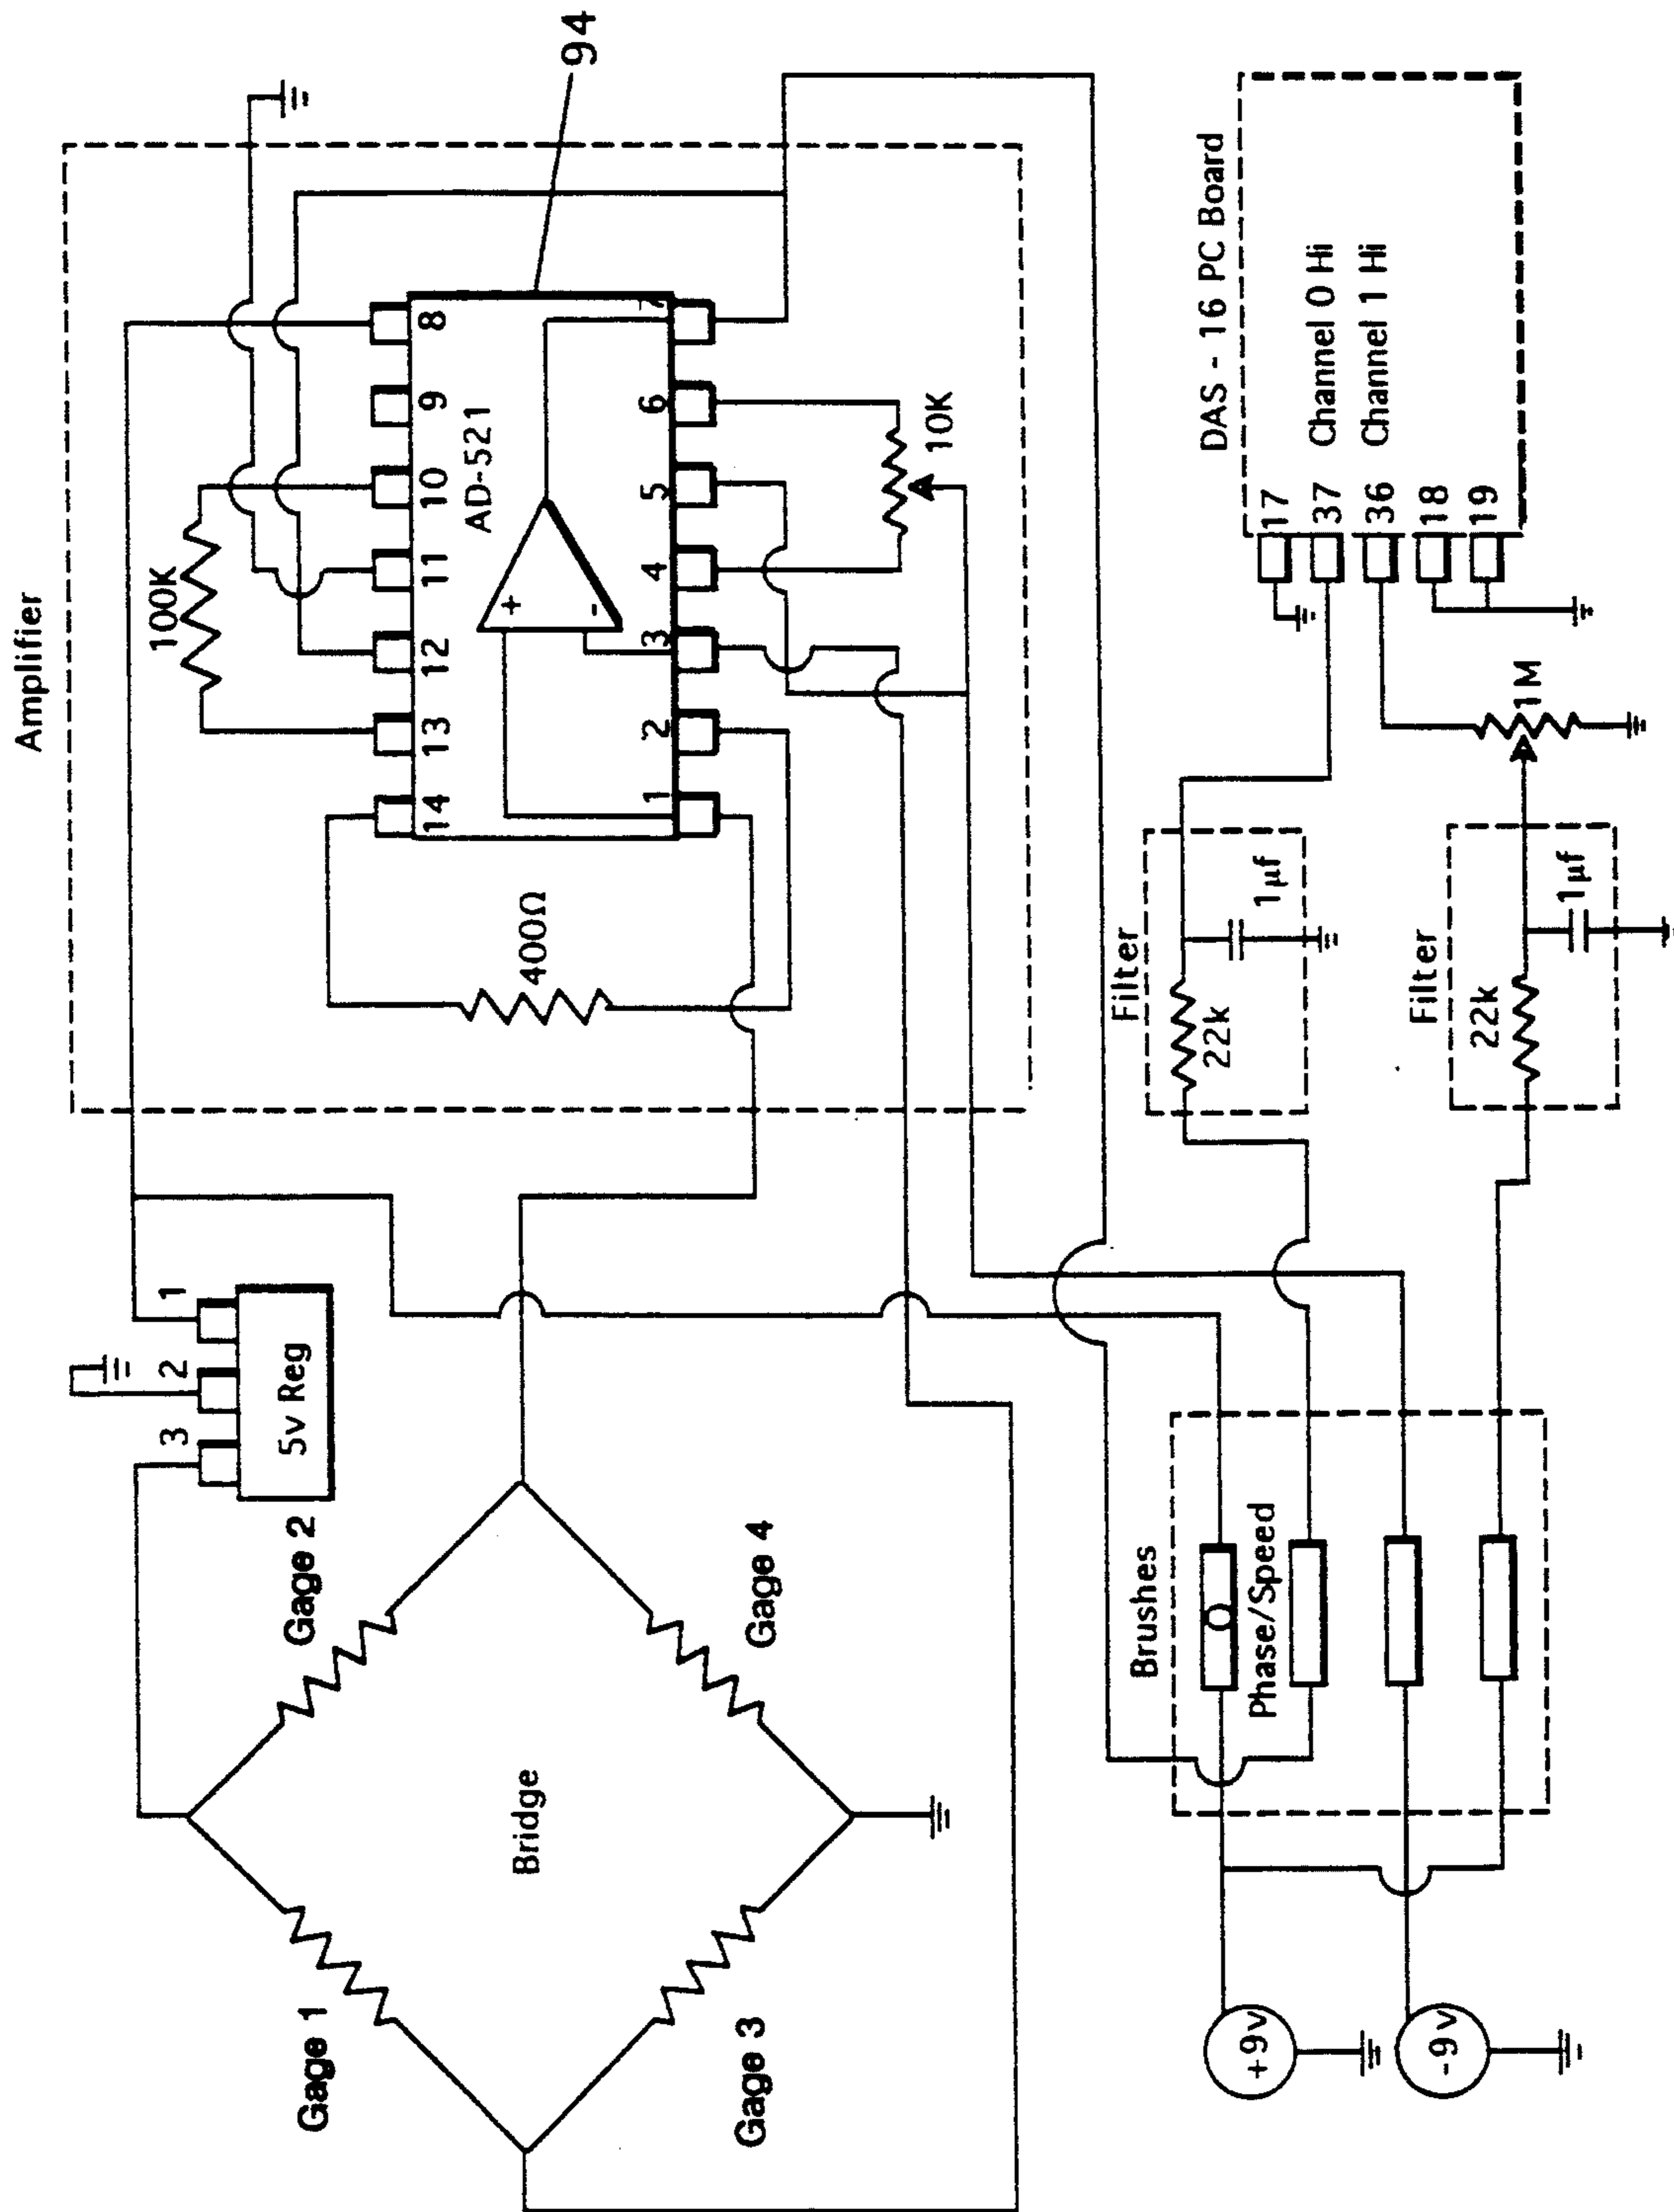 Amplifier
94
100K
14 13 12 11 10 9 8
AD-521
+
-
1 2 3 4 5 6 7
400Ω
10K
3 2 1
5v Reg
Gage 1
Gage 2
Bridge
Gage 3
Gage 4
Brushes
Phase/Speed
+9v
-9v
Filter
22k
1µf
Filter
22k
1µf
1M
DAS - 16 PC Board
17
37 Channel 0 Hi
36 Channel 1 Hi
18
19